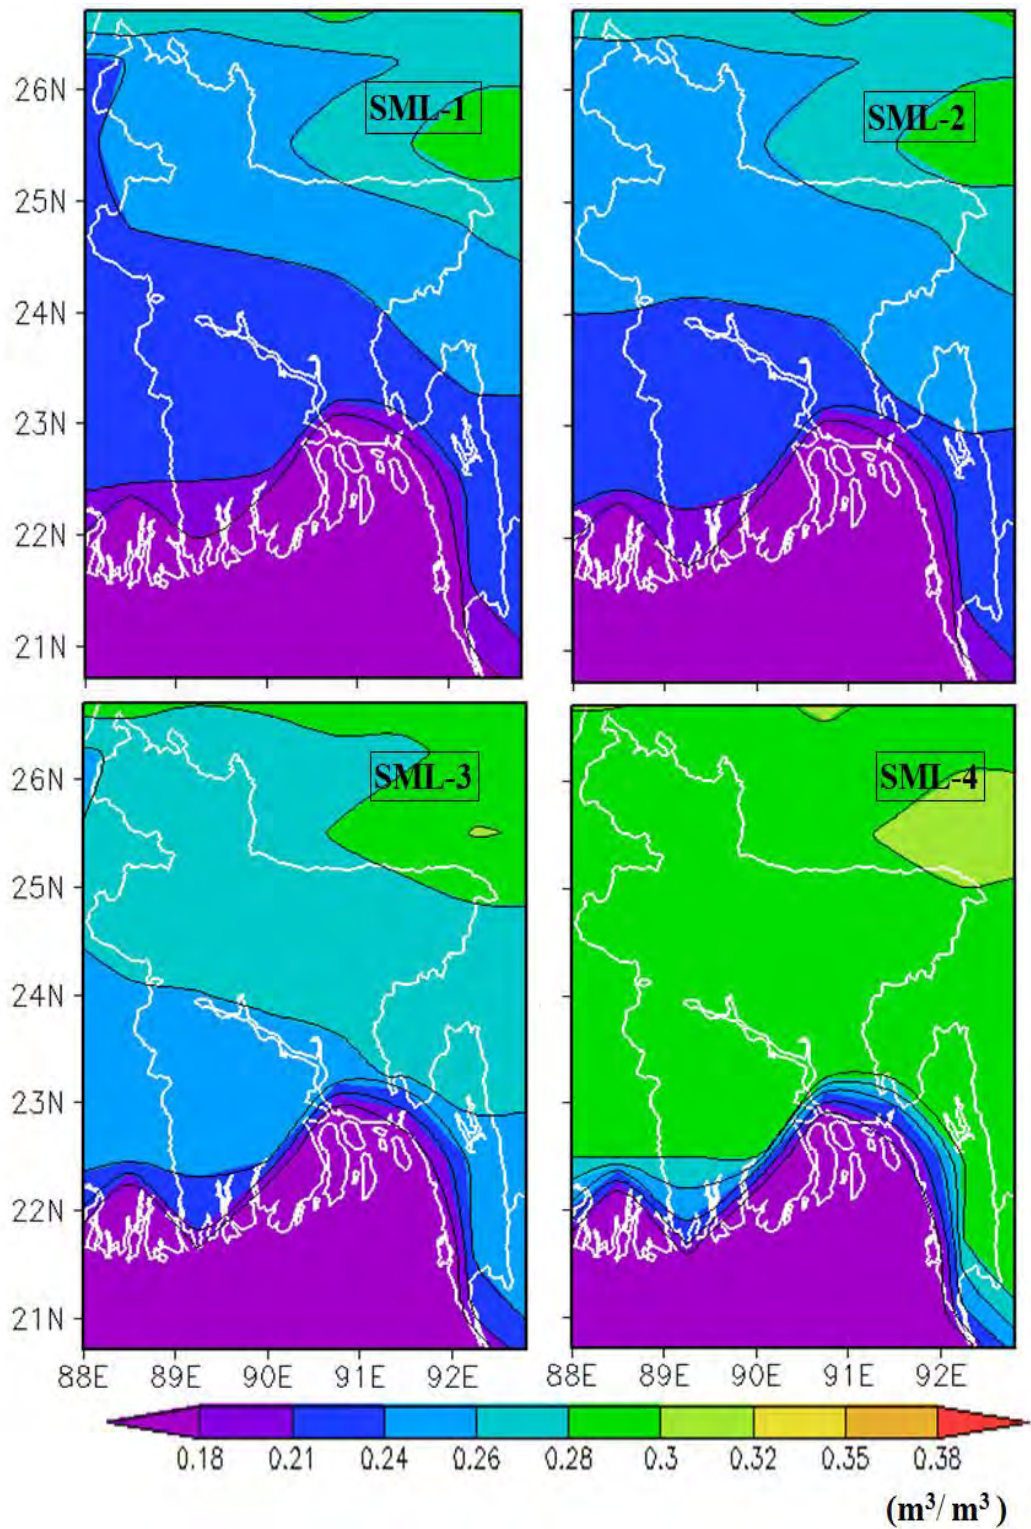 26N
25N
24N
23N
22N
21N
SML-1
SML-2
26N
25N
24N
23N
22N
21N
SML-3
SML-4
88E 89E 90E 91E 92E 88E 89E 90E 91E 92E
0.18 0.21 0.24 0.26 0.28 0.3 0.32 0.35 0.38
(m³/ m³ )